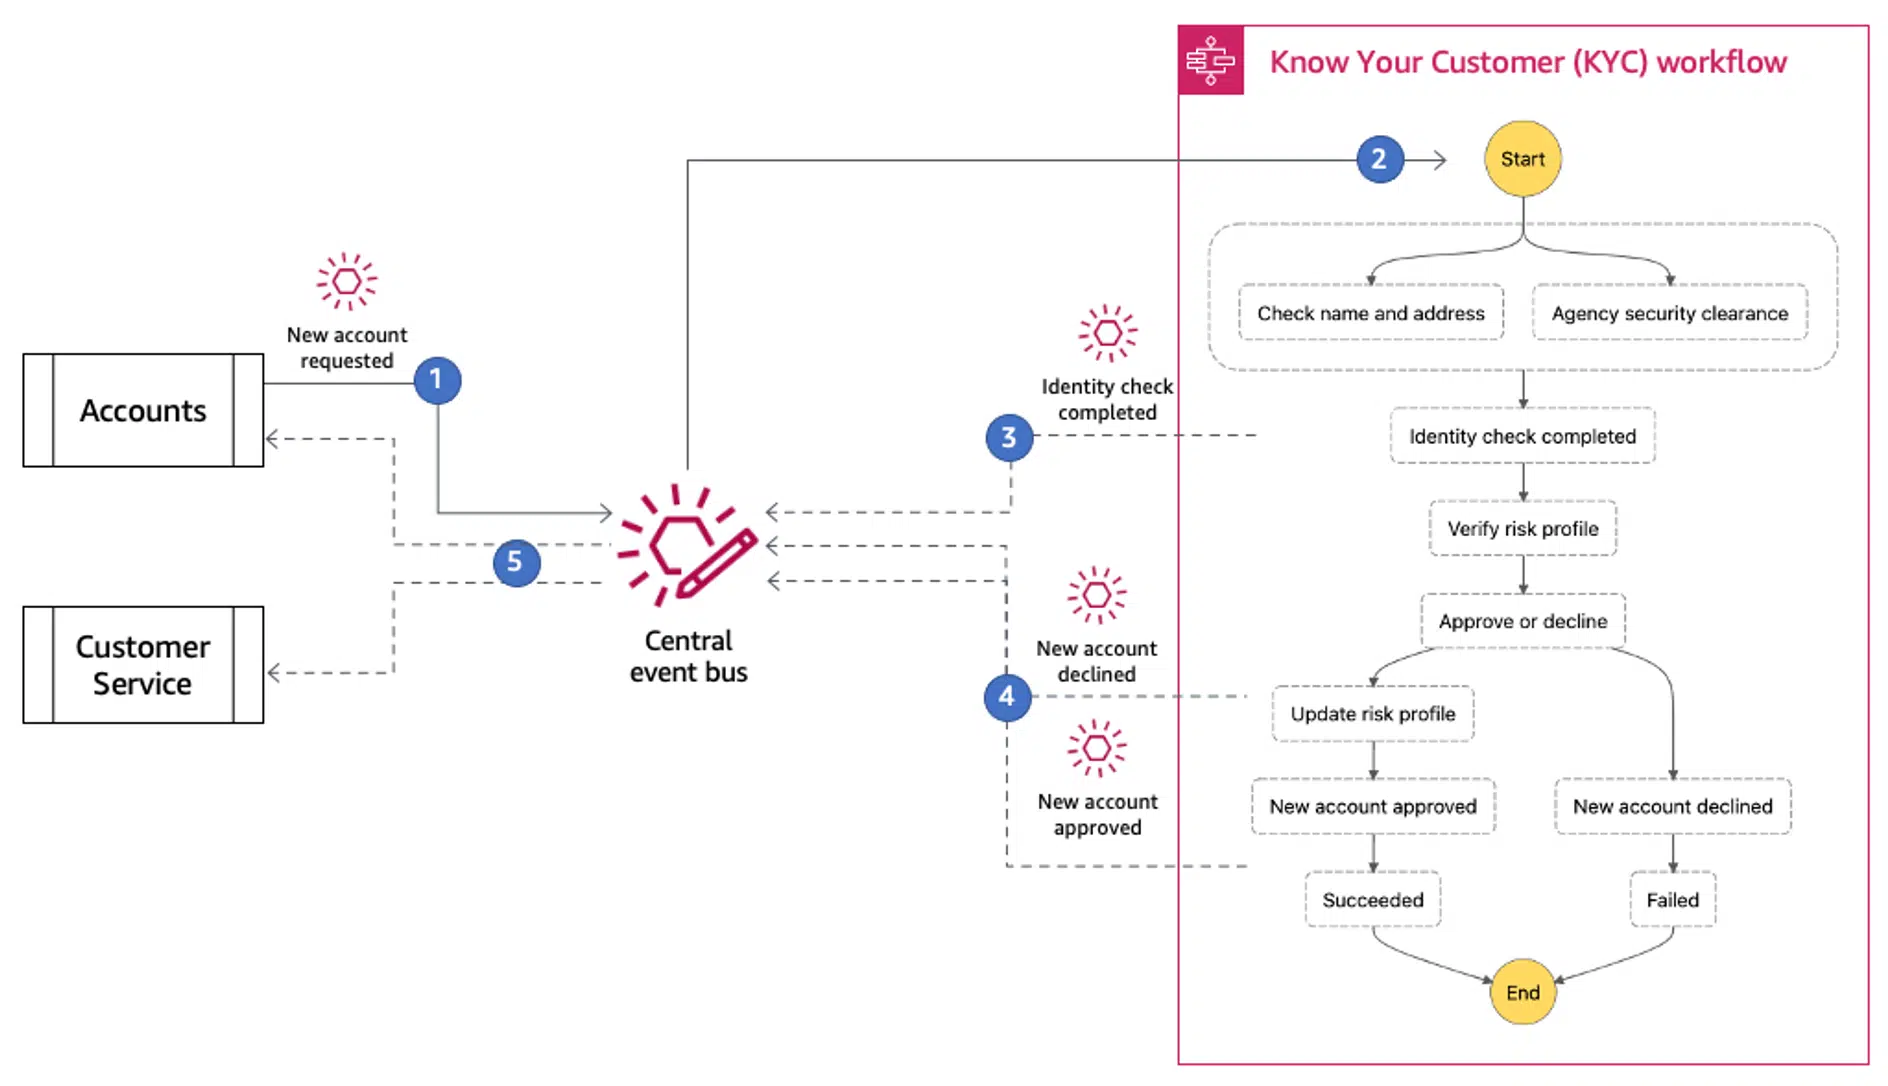 Know Your Customer (KYC) workflow
2
Start
New account
requested
1
Accounts
Check name and address
Agency security clearance
Identity check
completed
3
Identity check completed
Verify risk profile
5
Central
event bus
Customer
Service
New account
declined
4
New account
approved
Approve or decline
Update risk profile
New account approved
New account declined
Succeeded
Failed
End